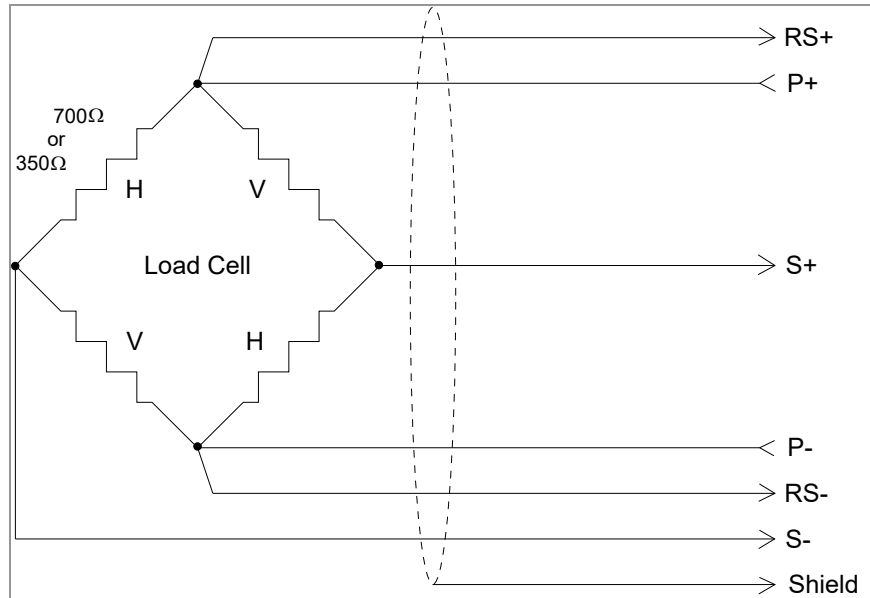 RS+
P+
700Ω
or
350Ω
H
V
Load Cell
S+
V
H
P-
RS-
S-
Shield